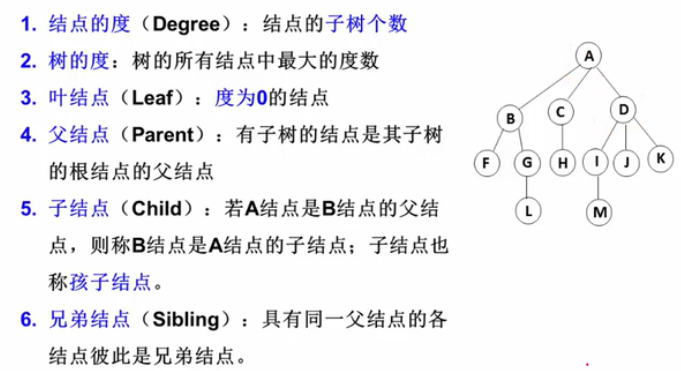 1. 结点的度（Degree）：结点的子树个数
2. 树的度：树的所有结点中最大的度数
3. 叶结点（Leaf）：度为0的结点
4. 父结点（Parent）：有子树的结点是其子树
的根结点的父结点
5. 子结点（Child）：若A结点是B结点的父结
点，则称B结点是A结点的子结点；子结点也
称孩子结点。
6. 兄弟结点（Sibling）：具有同一父结点的各
结点彼此是兄弟结点。
A
B C D
F G H I J K
L M